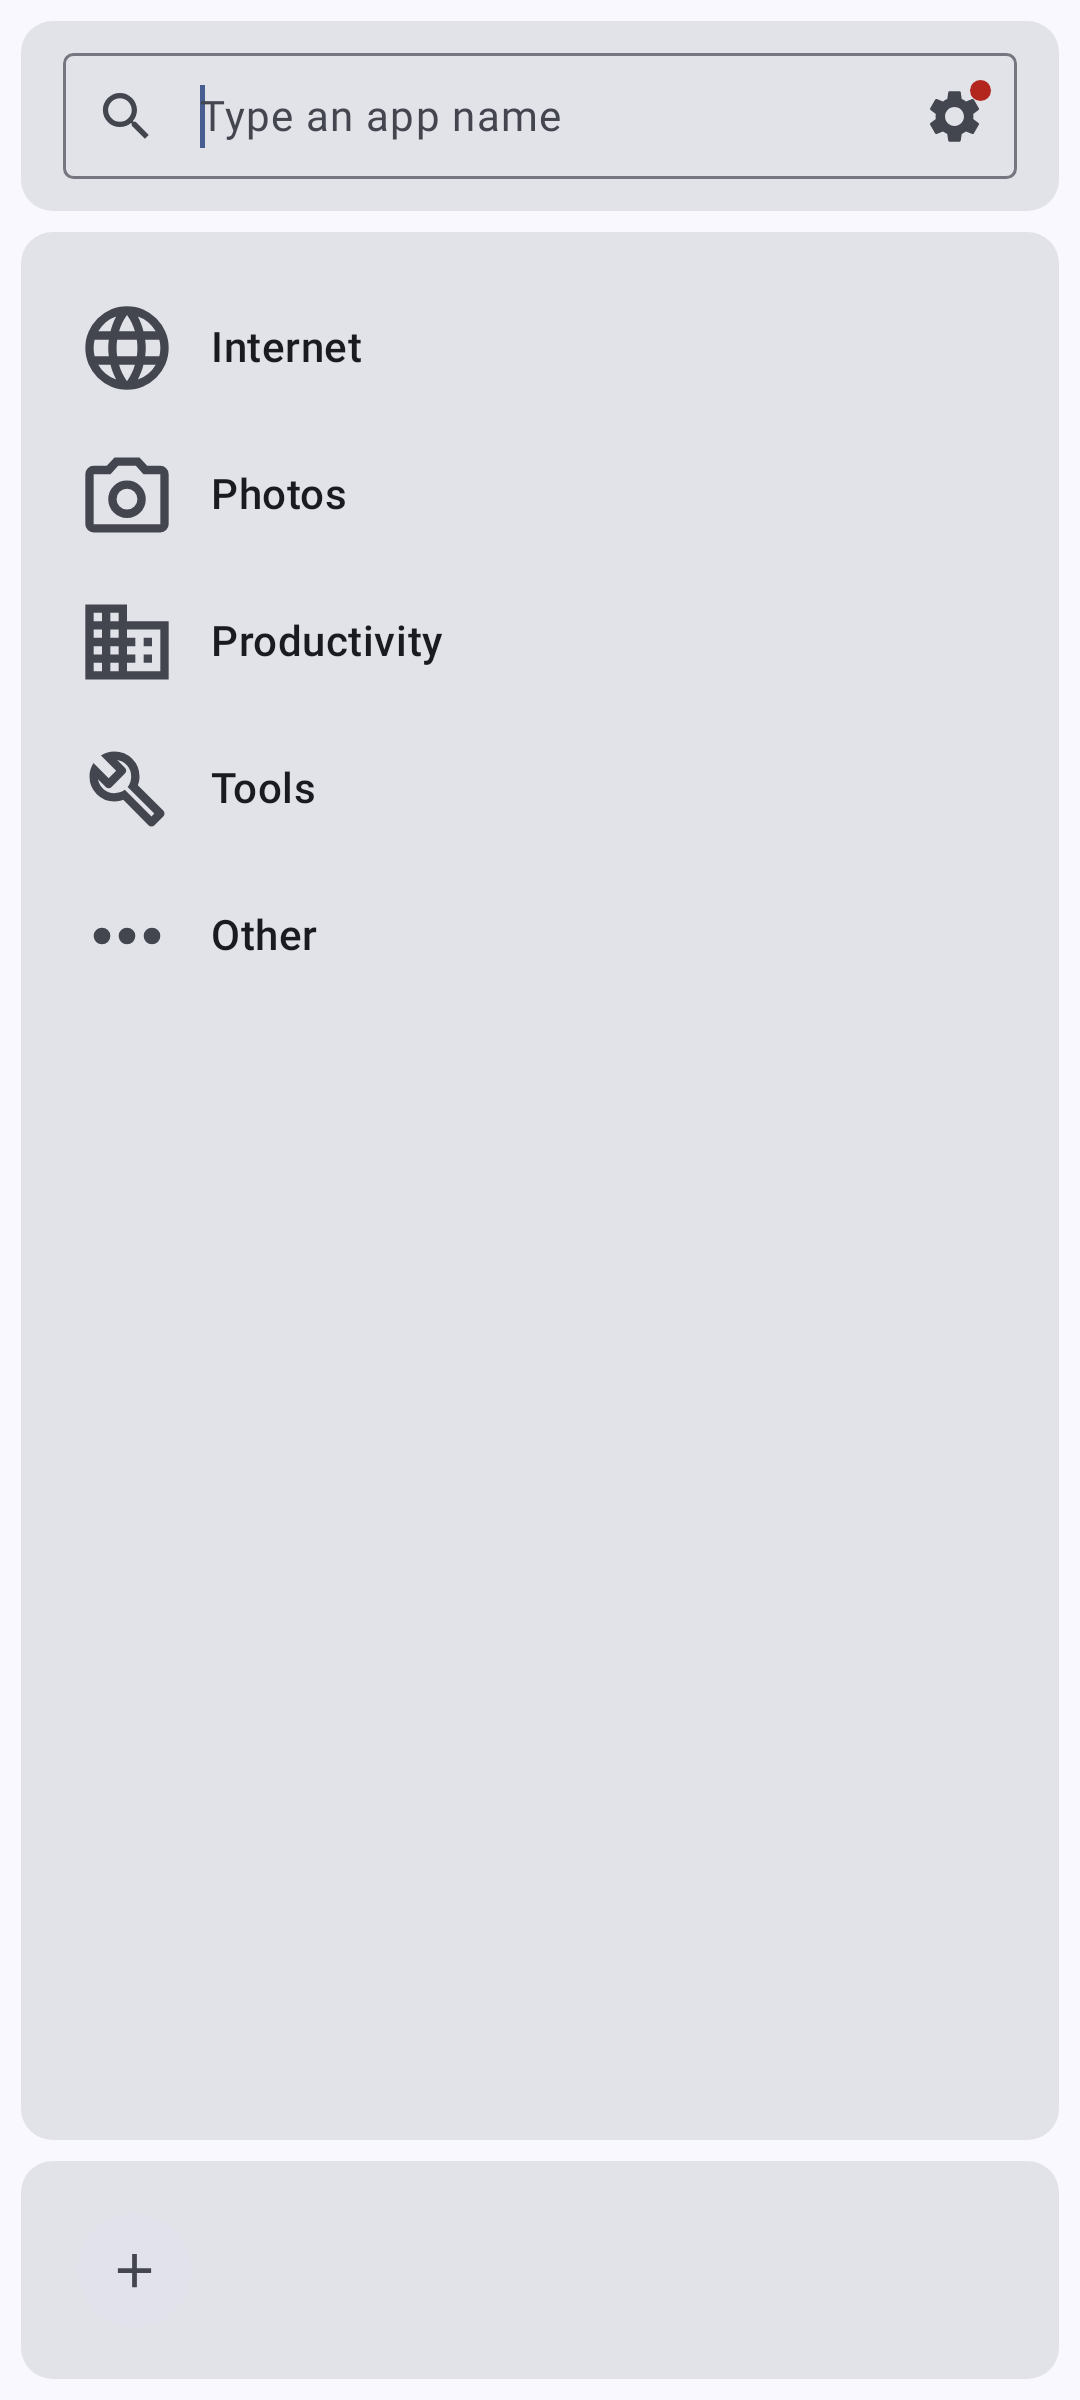 Type an app name
Internet
Photos
Productivity
Tools
Other